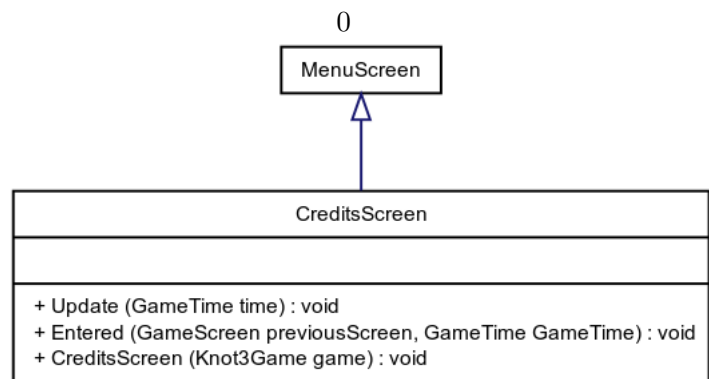 0
MenuScreen
CreditsScreen
+ Update (GameTime time) : void
+ Entered (GameScreen previousScreen, GameTime GameTime) : void
+ CreditsScreen (Knot3Game game) : void